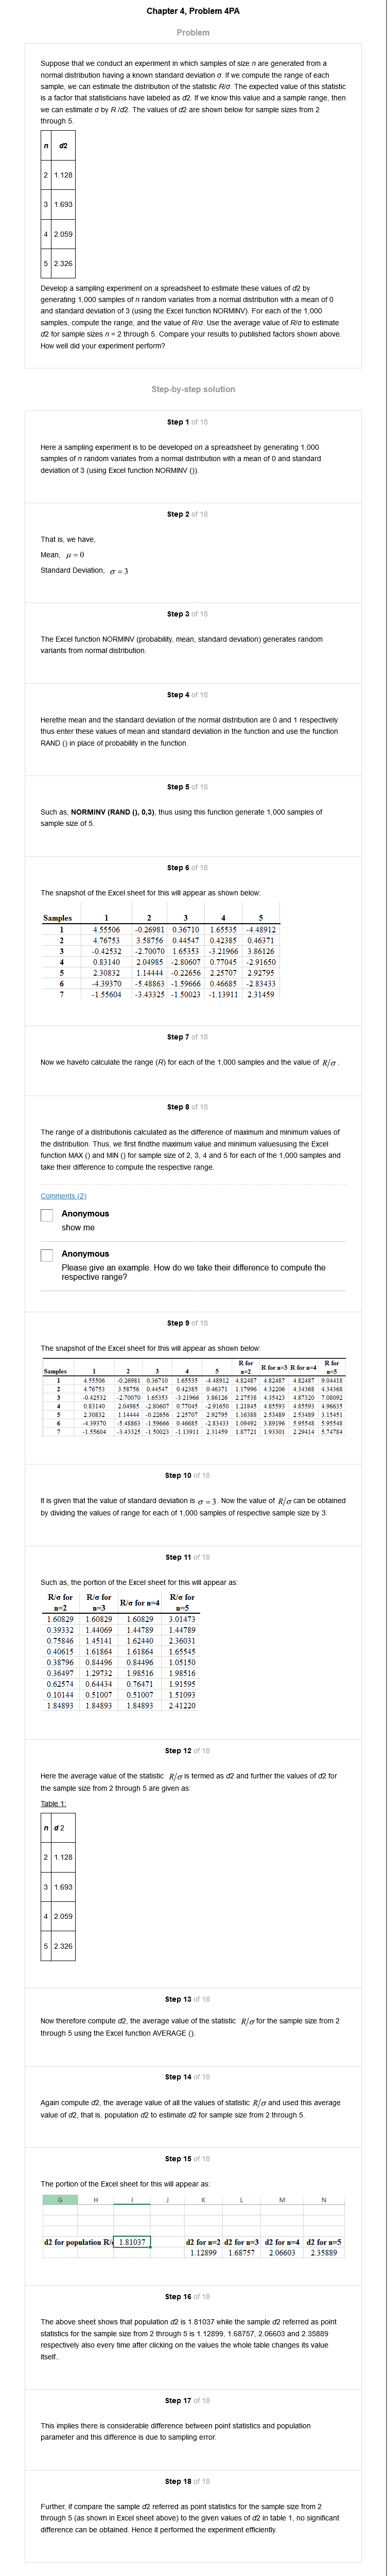 Chapter 4, Problem 4PA
Problem
Suppose that we conduct an experiment in which samples of size n are generated from a
normal distribution having a known standard deviation σ. If we compute the range of each
sample, we can estimate the distribution of the statistic R/σ. The expected value of this statistic
is a factor that statisticians have labeled as d2. If we know this value and a sample range, then
we can estimate σ by R /d2. The values of d2 are shown below for sample sizes from 2
through 5.
n d2
2 1.128
3 1.693
4 2.059
5 2.326
Develop a sampling experiment on a spreadsheet to estimate these values of d2 by
generating 1,000 samples of n random variates from a normal distribution with a mean of 0
and standard deviation of 3 (using the Excel function NORMINV). For each of the 1,000
samples, compute the range, and the value of R/σ. Use the average value of R/σ to estimate
d2 for sample sizes n = 2 through 5. Compare your results to published factors shown above.
How well did your experiment perform?
Step-by-step solution
Step 1 of 18
Here a sampling experiment is to be developed on a spreadsheet by generating 1,000
samples of n random variates from a normal distribution with a mean of 0 and standard
deviation of 3 (using Excel function NORMINV ()).
Step 2 of 18
That is, we have,
Mean, μ = 0
Standard Deviation, σ = 3
Step 3 of 18
The Excel function NORMINV (probability, mean, standard deviation) generates random
variants from normal distribution.
Step 4 of 18
Herethe mean and the standard deviation of the normal distribution are 0 and 1 respectively
thus enter these values of mean and standard deviation in the function and use the function
RAND () in place of probability in the function.
Step 5 of 18
Such as, NORMINV (RAND (), 0,3), thus using this function generate 1,000 samples of
sample size of 5.
Step 6 of 18
The snapshot of the Excel sheet for this will appear as shown below:
Samples 1 2 3 4 5
1 4.55506 -0.26981 0.36710 1.65535 -4.48912
2 4.76753 3.58756 0.44547 0.42385 0.46371
3 -0.42532 -2.70070 1.65353 -3.21966 3.86126
4 0.83140 2.04985 -2.80607 0.77045 -2.91650
5 2.30832 1.14444 -0.22656 2.25707 2.92795
6 -4.39370 -5.48863 -1.59666 0.46685 -2.83433
7 -1.55604 -3.43325 -1.50023 -1.13911 2.31459
Step 7 of 18
Now we haveto calculate the range (R) for each of the 1,000 samples and the value of R/σ .
Step 8 of 18
The range of a distributionis calculated as the difference of maximum and minimum values of
the distribution. Thus, we first findthe maximum value and minimum valuesusing the Excel
function MAX () and MIN () for sample size of 2, 3, 4 and 5 for each of the 1,000 samples and
take their difference to compute the respective range.
Comments (2)
Anonymous
show me
Anonymous
Please give an example. How do we take their difference to compute the
respective range?
Step 9 of 18
The snapshot of the Excel sheet for this will appear as shown below:
Samples 1 2 3 4 5 R for n=2 R for n=3 R for n=4 R for n=5
1 4.55506 -0.26981 0.36710 1.65535 -4.48912 4.82487 4.82487 4.82487 9.04418
2 4.76753 3.58756 0.44547 0.42385 0.46371 1.17996 4.32206 4.34368 4.34368
3 -0.42532 -2.70070 1.65353 -3.21966 3.86126 2.27538 4.35423 4.87320 7.08092
4 0.83140 2.04985 -2.80607 0.77045 -2.91650 1.21845 4.85593 4.85593 4.96635
5 2.30832 1.14444 -0.22656 2.25707 2.92795 1.16388 2.53489 2.53489 3.15451
6 -4.39370 -5.48863 -1.59666 0.46685 -2.83433 1.09492 3.89196 5.95548 5.95548
7 -1.55604 -3.43325 -1.50023 -1.13911 2.31459 1.87721 1.93301 2.29414 5.74784
Step 10 of 18
It is given that the value of standard deviation is σ = 3 . Now the value of R/σ can be obtained
by dividing the values of range for each of 1,000 samples of respective sample size by 3.
Step 11 of 18
Such as, the portion of the Excel sheet for this will appear as:
R/σ for n=2 R/σ for n=3 R/σ for n=4 R/σ for n=5
1.60829 1.60829 1.60829 3.01473
0.39332 1.44069 1.44789 1.44789
0.75846 1.45141 1.62440 2.36031
0.40615 1.61864 1.61864 1.65545
0.38796 0.84496 0.84496 1.05150
0.36497 1.29732 1.98516 1.98516
0.62574 0.64434 0.76471 1.91595
0.10144 0.51007 0.51007 1.51093
1.84893 1.84893 1.84893 2.41220
Step 12 of 18
Here the average value of the statistic R/σ is termed as d2 and further the values of d2 for
the sample size from 2 through 5 are given as:
Table 1:
n d 2
2 1.128
3 1.693
4 2.059
5 2.326
Step 13 of 18
Now therefore compute d2, the average value of the statistic R/σ for the sample size from 2
through 5 using the Excel function AVERAGE ().
Step 14 of 18
Again compute d2, the average value of all the values of statistic R/σ and used this average
value of d2, that is, population d2 to estimate d2 for sample size from 2 through 5.
Step 15 of 18
The portion of the Excel sheet for this will appear as:
G H I J K L M N
d2 for population R/ 1.81037 d2 for n=2 d2 for n=3 d2 for n=4 d2 for n=5
1.12899 1.68757 2.06603 2.35889
Step 16 of 18
The above sheet shows that population d2 is 1.81037 while the sample d2 referred as point
statistics for the sample size from 2 through 5 is 1.12899, 1.68757, 2.06603 and 2.35889
respectively also every time after clicking on the values the whole table changes its value
itself..
Step 17 of 18
This implies there is considerable difference between point statistics and population
parameter and this difference is due to sampling error.
Step 18 of 18
Further, if compare the sample d2 referred as point statistics for the sample size from 2
through 5 (as shown in Excel sheet above) to the given values of d2 in table 1, no significant
difference can be obtained. Hence it performed the experiment efficiently.